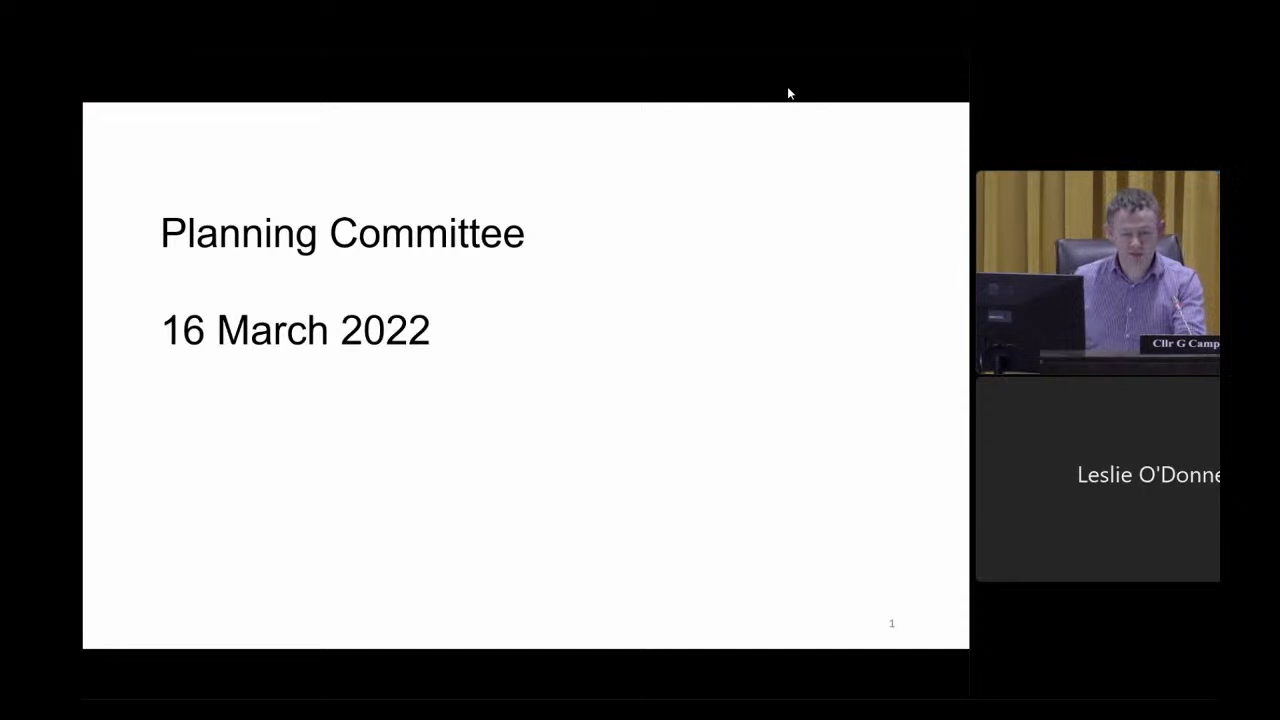 Planning Committee
16 March 2022
1
Cllr G Camp
Leslie O'Donne